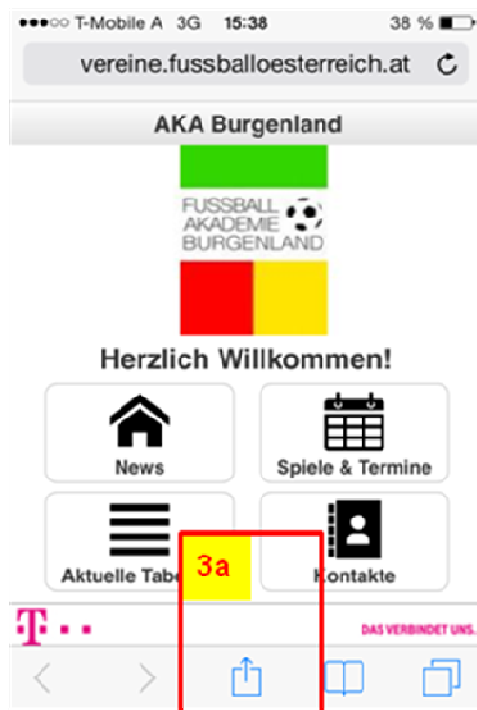 T-Mobile A 3G 15:38 38 %
vereine.fussballoesterreich.at
AKA Burgenland
FUSSBALL
AKADEMIE
BURGENLAND
Herzlich Willkommen!
News
Spiele & Termine
Aktuelle Tabe
3a
Kontakte
T
DAS VERBINDET UNS.